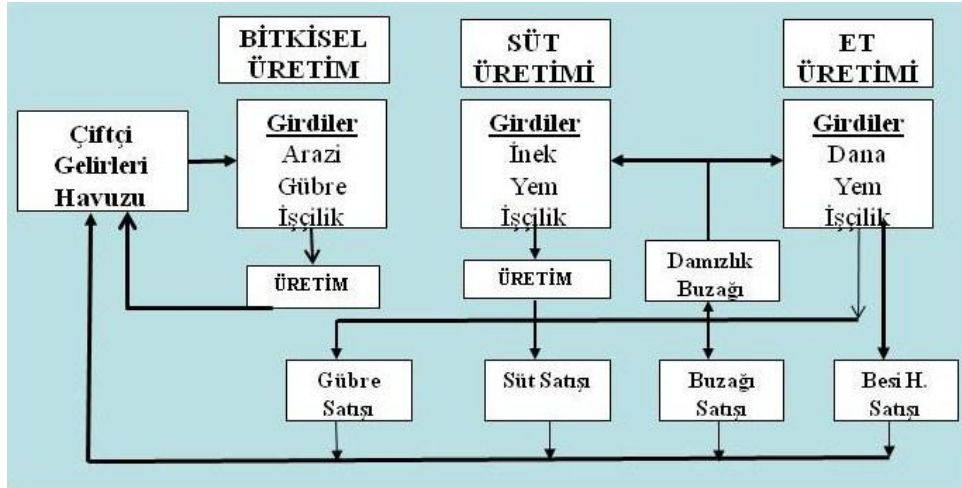 BİTKİSEL
ÜRETİM
SÜT
ÜRETİMİ
ET
ÜRETİMİ
Çiftçi
Gelirleri
Havuzu
Girdiler
Arazi
Gübre
İşçilik
Girdiler
İnek
Yem
İşçilik
Girdiler
Dana
Yem
İşçilik
ÜRETİM
ÜRETİM
Damızlık
Buzağı
Gübre
Satışı
Süt Satışı
Buzağı
Satışı
Besi H.
Satışı